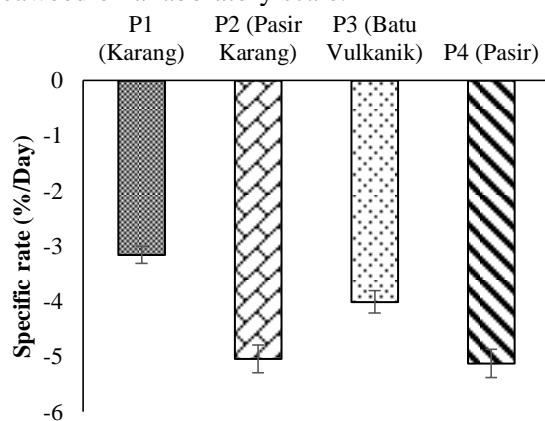 P1 (Karang)
P2 (Pasir Karang)
P3 (Batu Vulkanik)
P4 (Pasir)
0
-1
-2
-3
-4
-5
-6
Specific rate (%/Day)